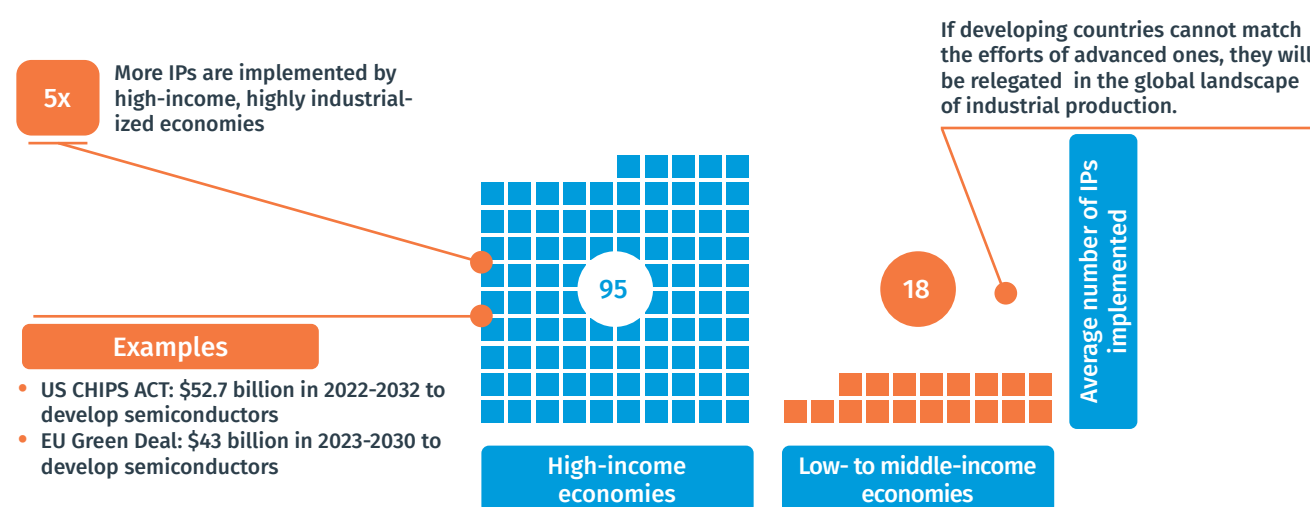 5x
More IPs are implemented by
high-income, highly industrial-
ized economies
If developing countries cannot match
the efforts of advanced ones, they will
be relegated in the global landscape
of industrial production.
95
18
Average number of IPs
implemented
Examples
• US CHIPS ACT: $52.7 billion in 2022-2032 to
develop semiconductors
• EU Green Deal: $43 billion in 2023-2030 to
develop semiconductors
High-income
economies
Low- to middle-income
economies